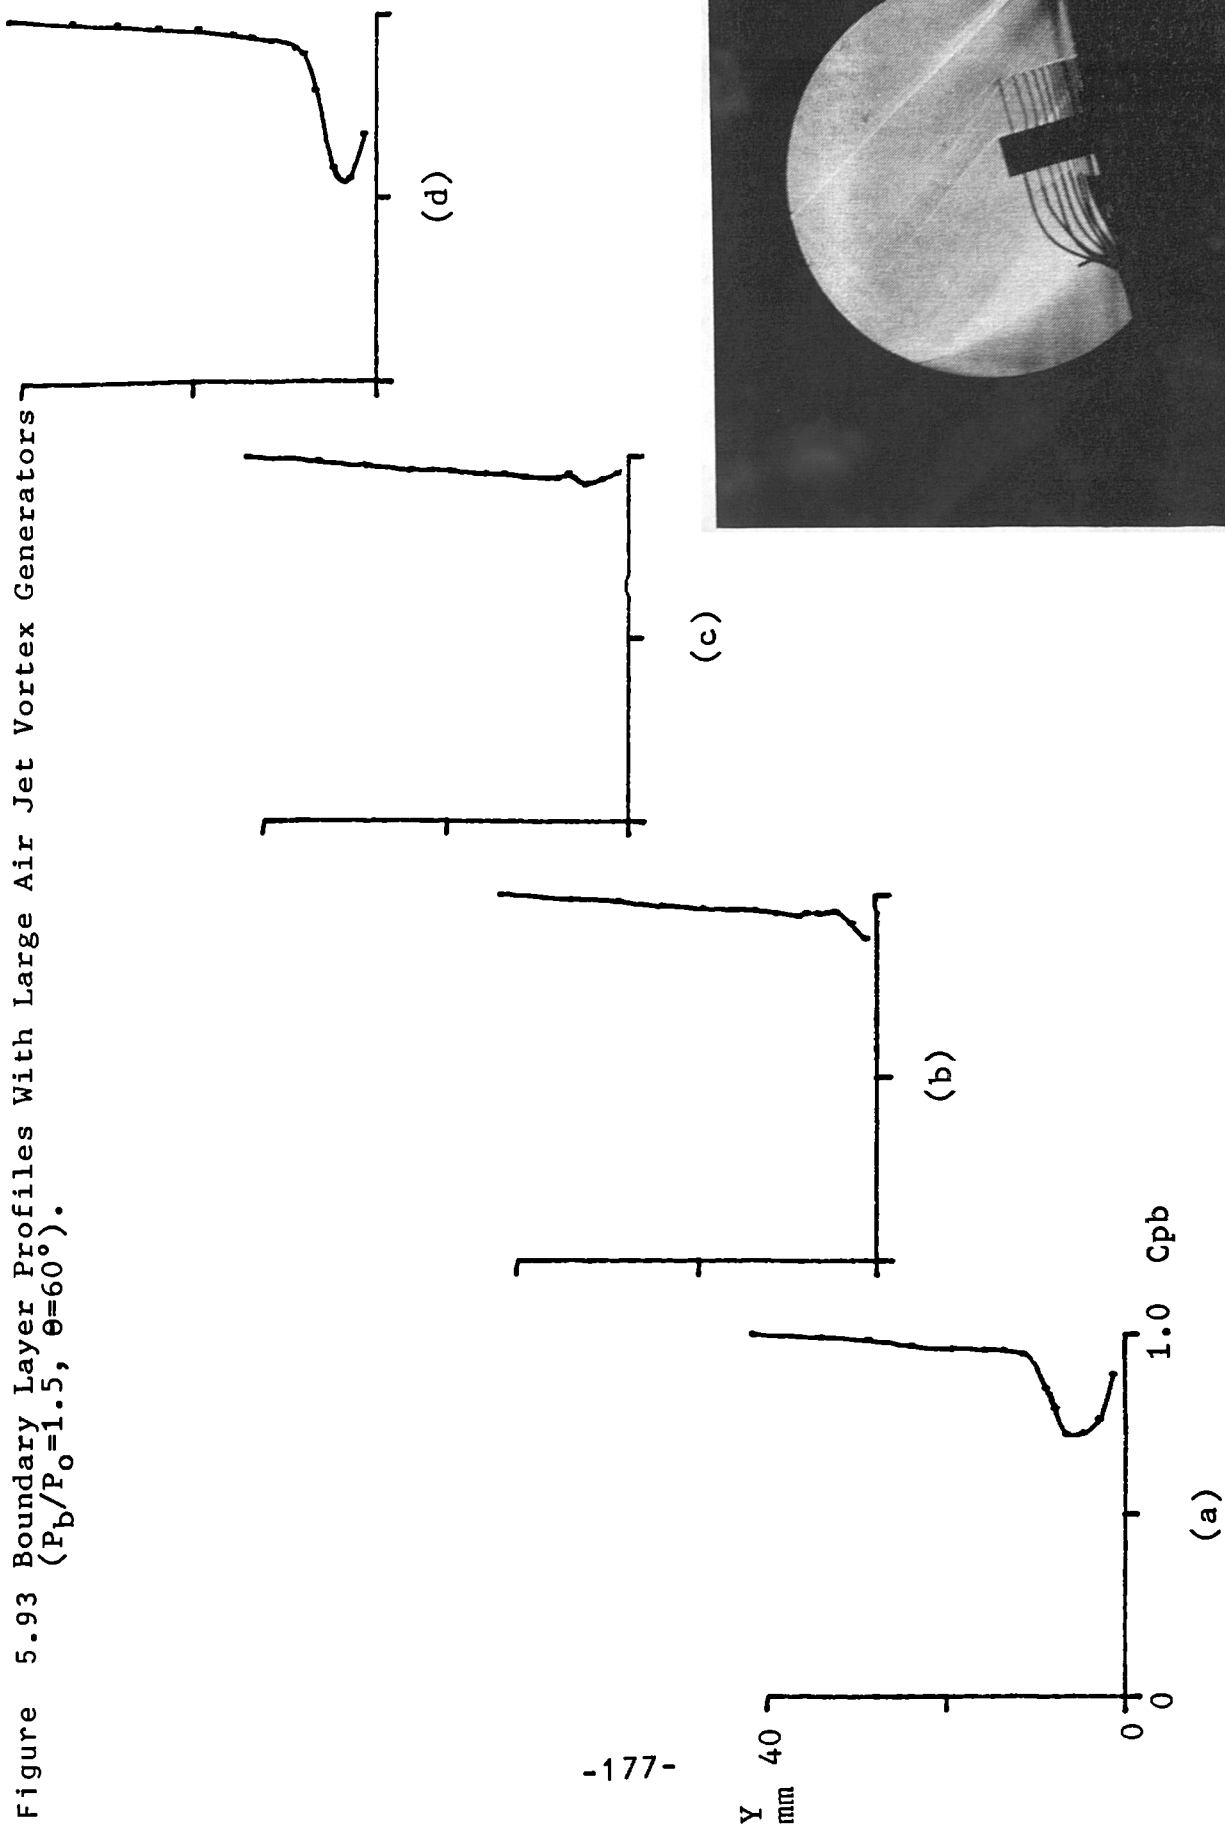 Figure 5.93 Boundary Layer Profiles With Large Air Jet Vortex Generators
(Pb/Po=1.5, θ=60°).
(d)
(c)
(b)
Y
mm
40
0
0
1.0
Cpb
(a)
-177-